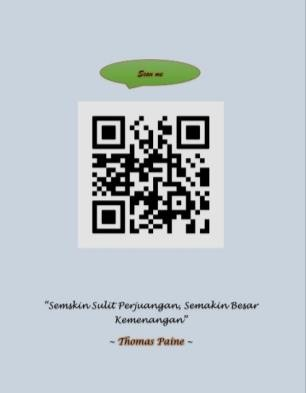 Scan me
"Semskin Sulit Perjuangan, Semakin Besar
Kemenangan"
~ Thomas Paine ~